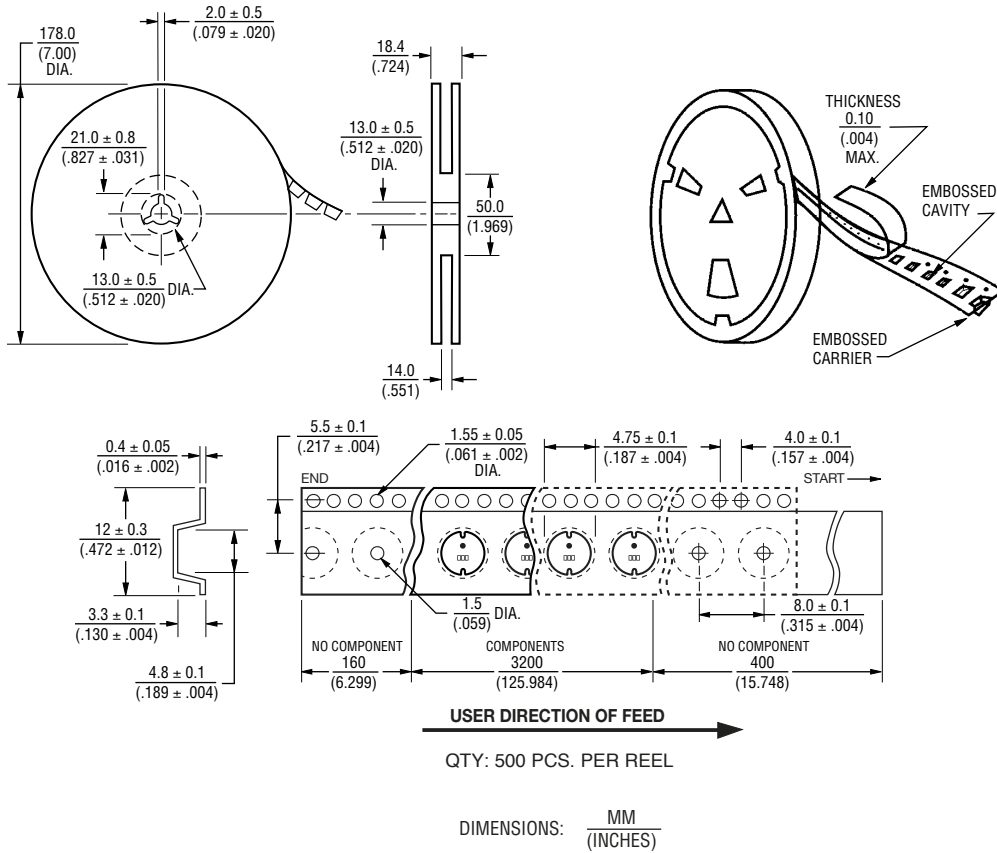 2.0 ± 0.5
(.079 ± .020)
178.0
(7.00)
DIA.
21.0 ± 0.8
(.827 ± .031)
13.0 ± 0.5
(.512 ± .020)
DIA.
18.4
(.724)
13.0 ± 0.5
(.512 ± .020)
DIA.
50.0
(1.969)
14.0
(.551)
THICKNESS
0.10
(.004)
MAX.
EMBOSSED
CAVITY
EMBOSSED
CARRIER
0.4 ± 0.05
(.016 ± .002)
12 ± 0.3
(.472 ± .012)
3.3 ± 0.1
(.130 ± .004)
4.8 ± 0.1
(.189 ± .004)
5.5 ± 0.1
(.217 ± .004)
1.55 ± 0.05
(.061 ± .002)
DIA.
4.75 ± 0.1
(.187 ± .004)
4.0 ± 0.1
(.157 ± .004)
END
START
1.5
(.059)
DIA.
8.0 ± 0.1
(.315 ± .004)
NO COMPONENT
160
(6.299)
COMPONENTS
3200
(125.984)
NO COMPONENT
400
(15.748)
USER DIRECTION OF FEED
QTY: 500 PCS. PER REEL
DIMENSIONS:
MM
(INCHES)